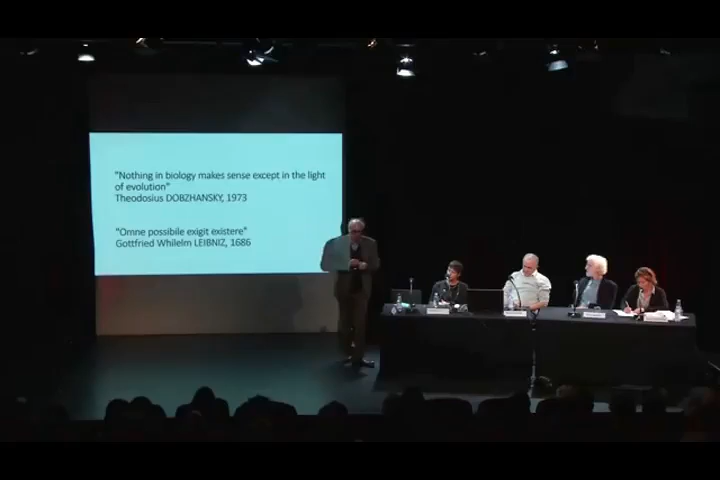 "Nothing in biology makes sense except in the light
of evolution"
Theodosius DOBZHANSKY, 1973
"Omne possibile exigit existere"
Gottfried Whilelm LEIBNIZ, 1686